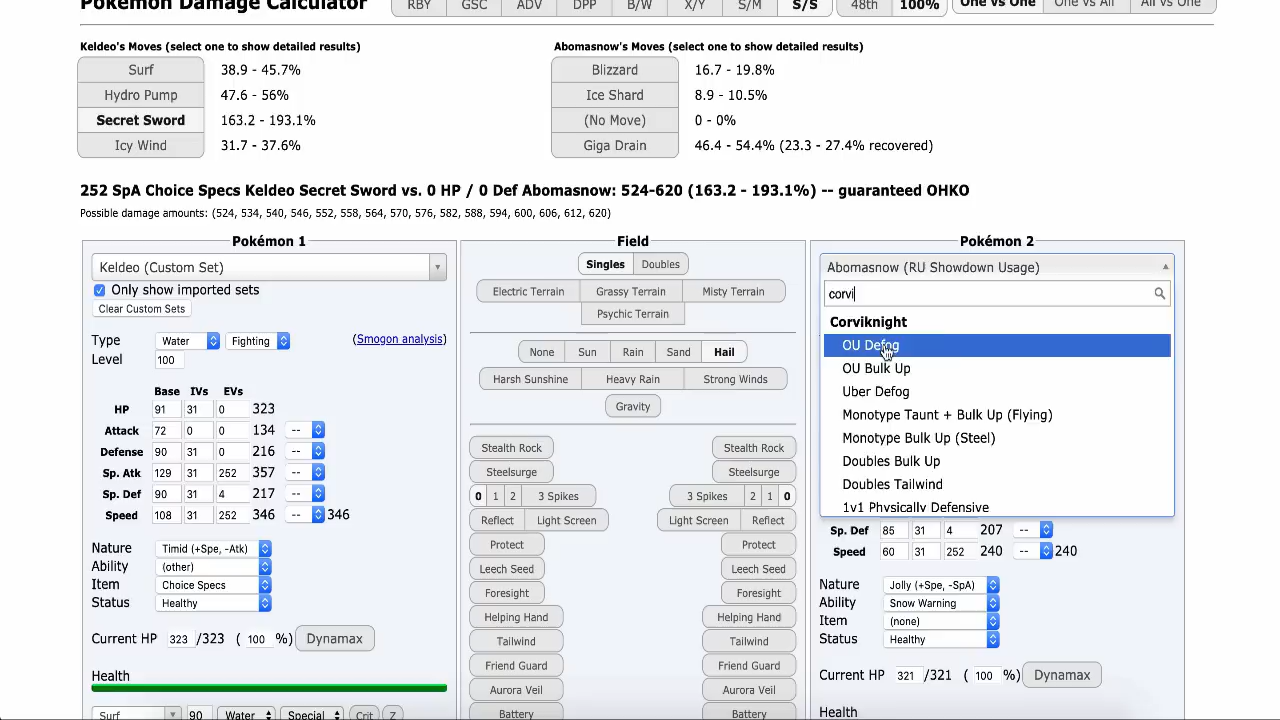 Pokémon Damage Calculator RBY GSC ADV DPP B/W X/Y S/M S/S 48th 100% One vs One One vs All All vs One
Keldeo's Moves (select one to show detailed results)
Surf 38.9 - 45.7%
Hydro Pump 47.6 - 56%
Secret Sword 163.2 - 193.1%
Icy Wind 31.7 - 37.6%
Abomasnow's Moves (select one to show detailed results)
Blizzard 16.7 - 19.8%
Ice Shard 8.9 - 10.5%
(No Move) 0 - 0%
Giga Drain 46.4 - 54.4% (23.3 - 27.4% recovered)
252 SpA Choice Specs Keldeo Secret Sword vs. 0 HP / 0 Def Abomasnow: 524-620 (163.2 - 193.1%) -- guaranteed OHKO
Possible damage amounts: (524, 534, 540, 546, 552, 558, 564, 570, 576, 582, 588, 594, 600, 606, 612, 620)
Pokémon 1
Keldeo (Custom Set)
Only show imported sets
Clear Custom Sets
Type Water Fighting (Smogon analysis)
Level 100
Base IVs EVs
HP 91 31 0 323
Attack 72 0 0 134 --
Defense 90 31 0 216 --
Sp. Atk 129 31 252 357 --
Sp. Def 90 31 4 217 --
Speed 108 31 252 346 -- 346
Nature Timid (+Spe, -Atk)
Ability (other)
Item Choice Specs
Status Healthy
Current HP 323 /323 ( 100 %) Dynamax
Health
Surf 90 Water Special Crit Z
Field
Singles Doubles
Electric Terrain Grassy Terrain Misty Terrain
Psychic Terrain
None Sun Rain Sand Hail
Harsh Sunshine Heavy Rain Strong Winds
Gravity
Stealth Rock Stealth Rock
Steelsurge Steelsurge
0 1 2 3 Spikes 3 Spikes 2 1 0
Reflect Light Screen Light Screen Reflect
Protect Protect
Leech Seed Leech Seed
Foresight Foresight
Helping Hand Helping Hand
Tailwind Tailwind
Friend Guard Friend Guard
Aurora Veil Aurora Veil
Battery Battery
Pokémon 2
Abomasnow (RU Showdown Usage)
corvi
Corviknight
OU Defog
OU Bulk Up
Uber Defog
Monotype Taunt + Bulk Up (Flying)
Monotype Bulk Up (Steel)
Doubles Bulk Up
Doubles Tailwind
1v1 Physically Defensive
Sp. Def 85 31 4 207 --
Speed 60 31 252 240 -- 240
Nature Jolly (+Spe, -SpA)
Ability Snow Warning
Item (none)
Status Healthy
Current HP 321 /321 ( 100 %) Dynamax
Health